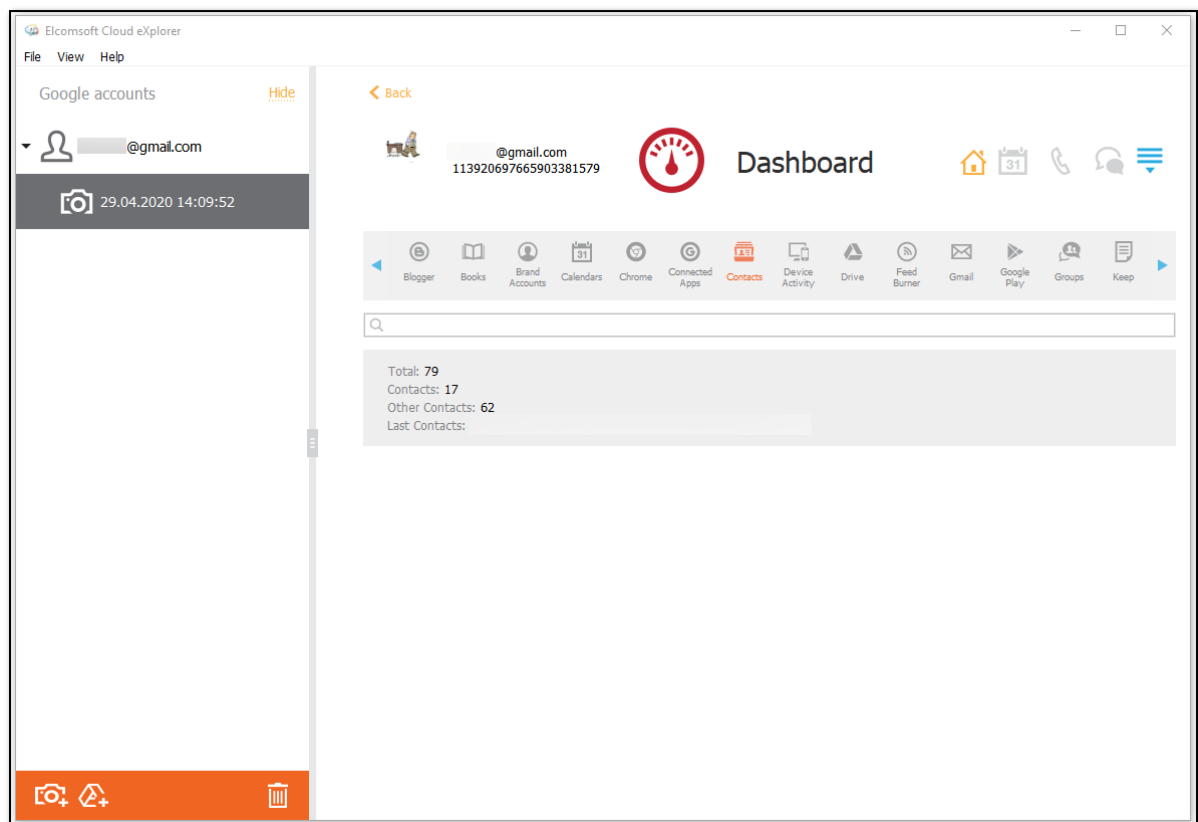 Elcomsoft Cloud eXplorer
File View Help
Google accounts Hide
@gmail.com
29.04.2020 14:09:52
Back
@gmail.com
113920697665903381579
Dashboard
31
Blogger
Books
Brand Accounts
31
Calendars
Chrome
Connected Apps
Contacts
Device Activity
Drive
Feed Burner
Gmail
Google Play
Groups
Keep
Total: 79
Contacts: 17
Other Contacts: 62
Last Contacts: